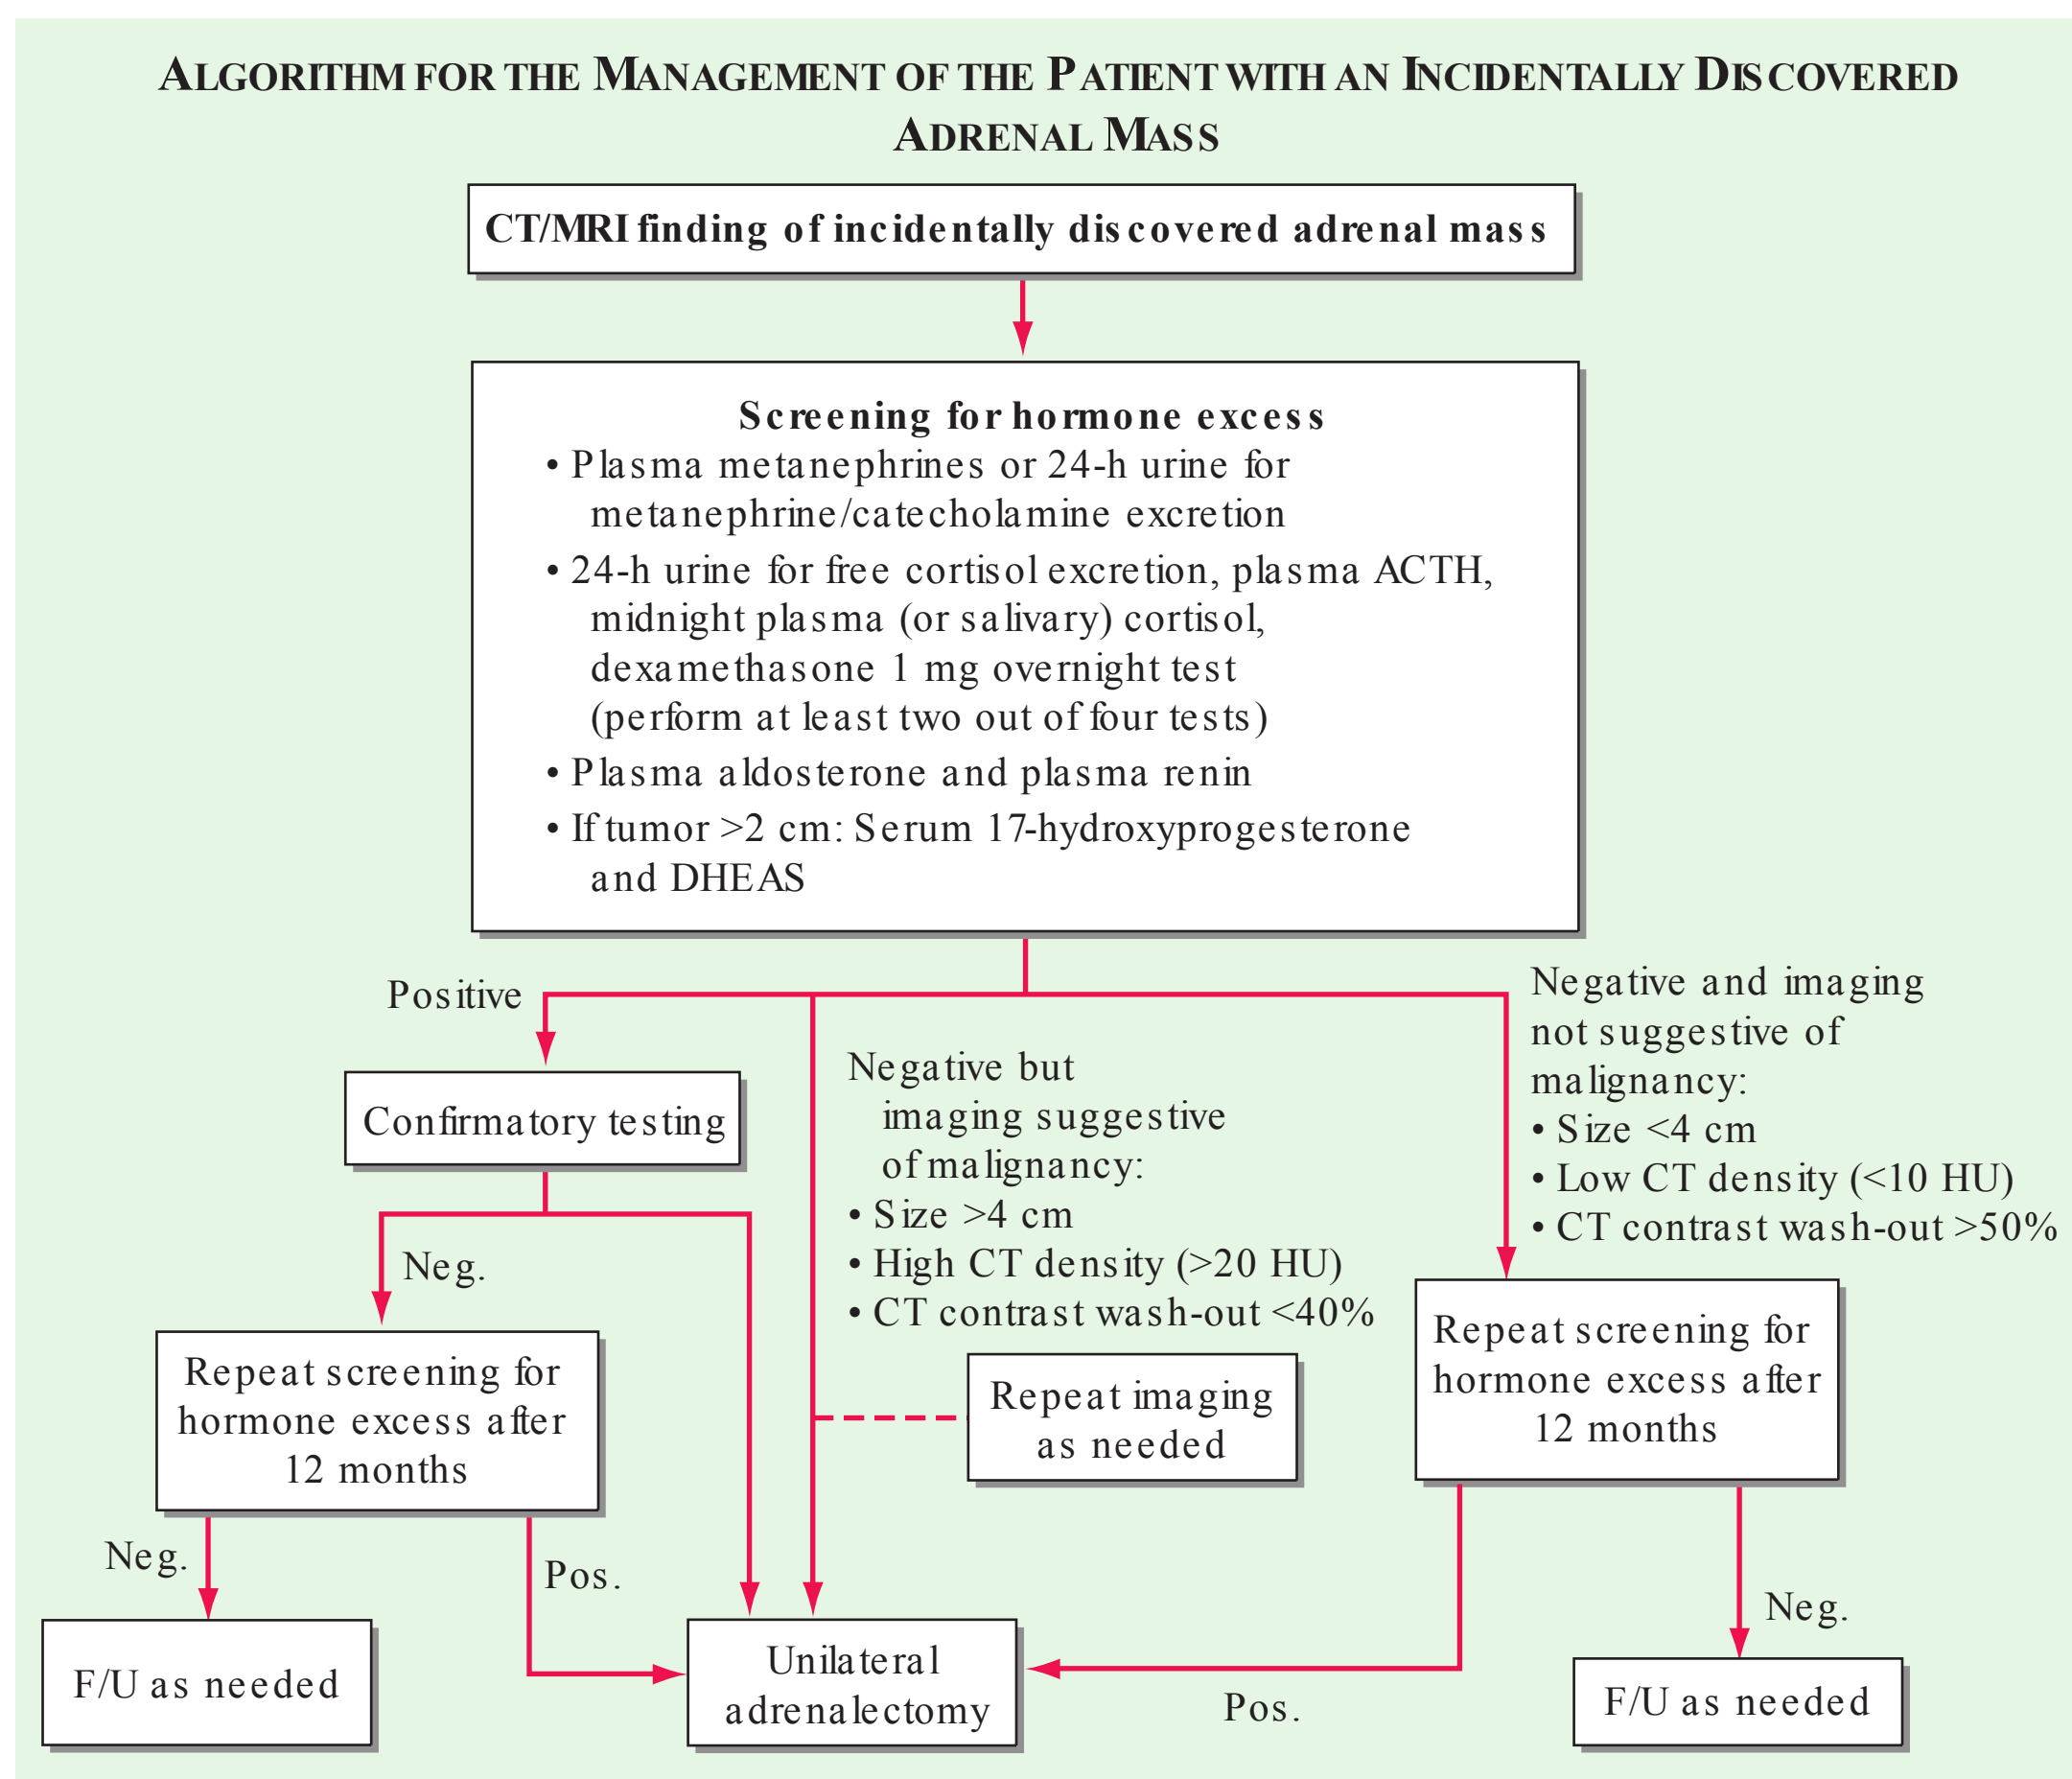 ALGORITHM FOR THE MANAGEMENT OF THE PATIENT WITH AN INCIDENTALLY DISCOVERED
ADRENAL MASS
CT/MRI finding of incidentally discovered adrenal mass
Screening for hormone excess
• Plasma metanephrines or 24-h urine for
metanephrine/catecholamine excretion
• 24-h urine for free cortisol excretion, plasma ACTH,
midnight plasma (or salivary) cortisol,
dexamethasone 1 mg overnight test
(perform at least two out of four tests)
• Plasma aldosterone and plasma renin
• If tumor >2 cm: Serum 17-hydroxyprogesterone
and DHEAS
Positive
Confirmatory testing
Neg.
Repeat screening for
hormone excess after
12 months
Neg.
Pos.
F/U as needed
Negative but
imaging suggestive
of malignancy:
• Size >4 cm
• High CT density (>20 HU)
• CT contrast wash-out <40%
Repeat imaging
as needed
Unilateral
adrenalectomy
Negative and imaging
not suggestive of
malignancy:
• Size <4 cm
• Low CT density (<10 HU)
• CT contrast wash-out >50%
Repeat screening for
hormone excess after
12 months
Pos.
Neg.
F/U as needed